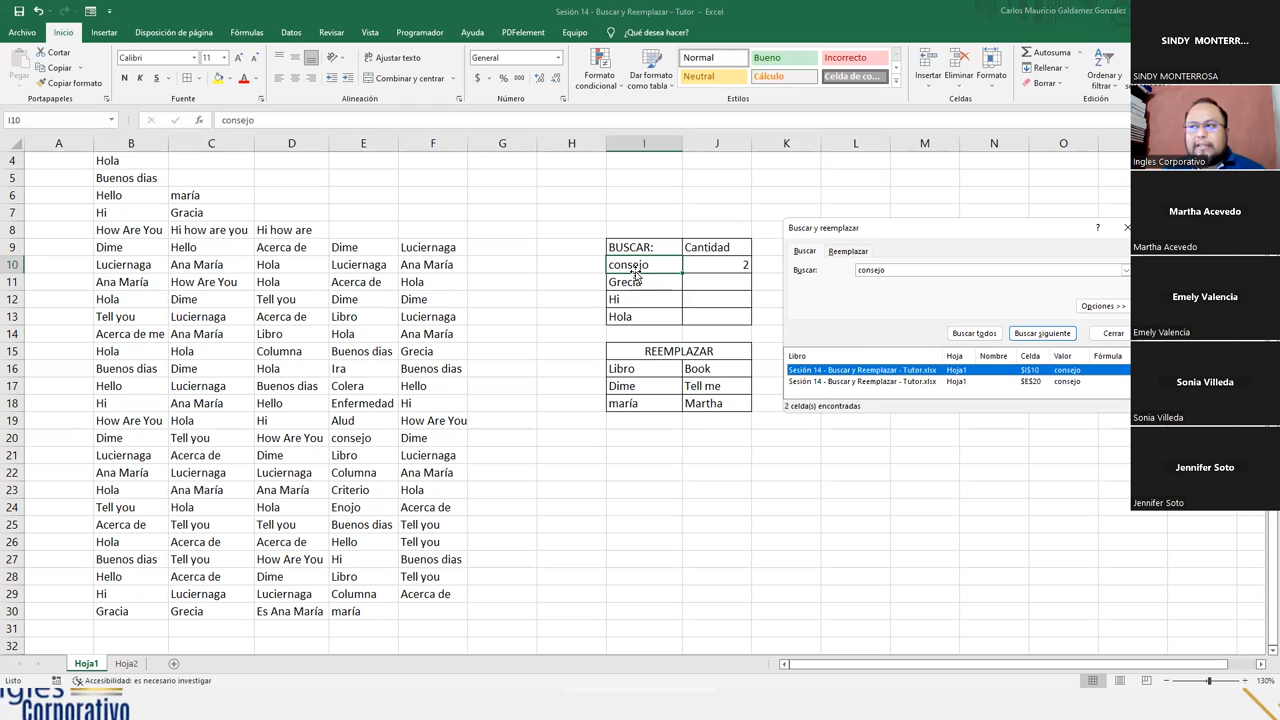 Sesión 14 - Buscar y Reemplazar - Tutor - Excel
Carlos Mauricio Galdamez Gonzalez
Archivo Inicio Insertar Disposición de página Fórmulas Datos Revisar Vista Programador Ayuda PDFelement Equipo ¿Qué desea hacer?
Pegar
Cortar
Copiar
Copiar formato
Portapapeles
Calibri 11
N K S
Fuente
Ajustar texto
Combinar y centrar
Alineación
General
Número
Formato condicional
Dar formato como tabla
Normal Bueno Incorrecto
Neutral Cálculo Celda de co...
Estilos
Insertar Eliminar Formato
Celdas
Autosuma
Rellenar
Borrar
Ordenar y filtrar
Edición
I10 fx consejo
A B C D E F G H I J K L M N O
4 Hola
5 Buenos dias
6 Hello maría
7 Hi Gracia
8 How Are You Hi how are you Hi how are
9 Dime Hello Acerca de Dime Luciernaga BUSCAR: Cantidad
10 Luciernaga Ana María Hola Luciernaga Ana María consejo 2
11 Ana María How Are You Hola Acerca de Hola Grecia
12 Hola Dime Tell you Dime Dime Hi
13 Tell you Luciernaga Acerca de Libro Luciernaga Hola
14 Acerca de me Ana María Libro Hola Ana María
15 Hola Hola Columna Buenos dias Grecia REEMPLAZAR
16 Buenos dias Dime Hola Ira Buenos dias Libro Book
17 Hello Luciernaga Buenos dias Colera Hello Dime Tell me
18 Hi Ana María Hello Enfermedad Hi maría Martha
19 How Are You Hola Hi Alud How Are You
20 Dime Tell you How Are You consejo Dime
21 Luciernaga Acerca de Dime Libro Luciernaga
22 Ana María Luciernaga Luciernaga Columna Ana María
23 Hola Ana María Ana María Criterio Hola
24 Tell you Hola Hola Enojo Acerca de
25 Acerca de Tell you Tell you Buenos dias Tell you
26 Hola Acerca de Acerca de Hello Tell you
27 Buenos dias Tell you How Are You Hi Buenos dias
28 Hello Acerca de Dime Libro Tell you
29 Hi Luciernaga Luciernaga Columna Acerca de
30 Gracia Grecia Es Ana María maría
31
32
Buscar y reemplazar ?
Buscar Reemplazar
Buscar: consejo
Opciones >>
Buscar todos Buscar siguiente Cerrar
Libro Hoja Nombre Celda Valor Fórmula
Sesión 14 - Buscar y Reemplazar - Tutor.xlsx Hoja1 $I$10 consejo
Sesión 14 - Buscar y Reemplazar - Tutor.xlsx Hoja1 $E$20 consejo
2 celda(s) encontradas
SINDY MONTERR...
SINDY MONTERROSA
Ingles Corporativo
Martha Acevedo
Martha Acevedo
Emely Valencia
Emely Valencia
Sonia Villeda
Sonia Villeda
Jennifer Soto
Jennifer Soto
Hoja1 Hoja2
Listo Accesibilidad: es necesario investigar
130%
Ingles
Corporativo